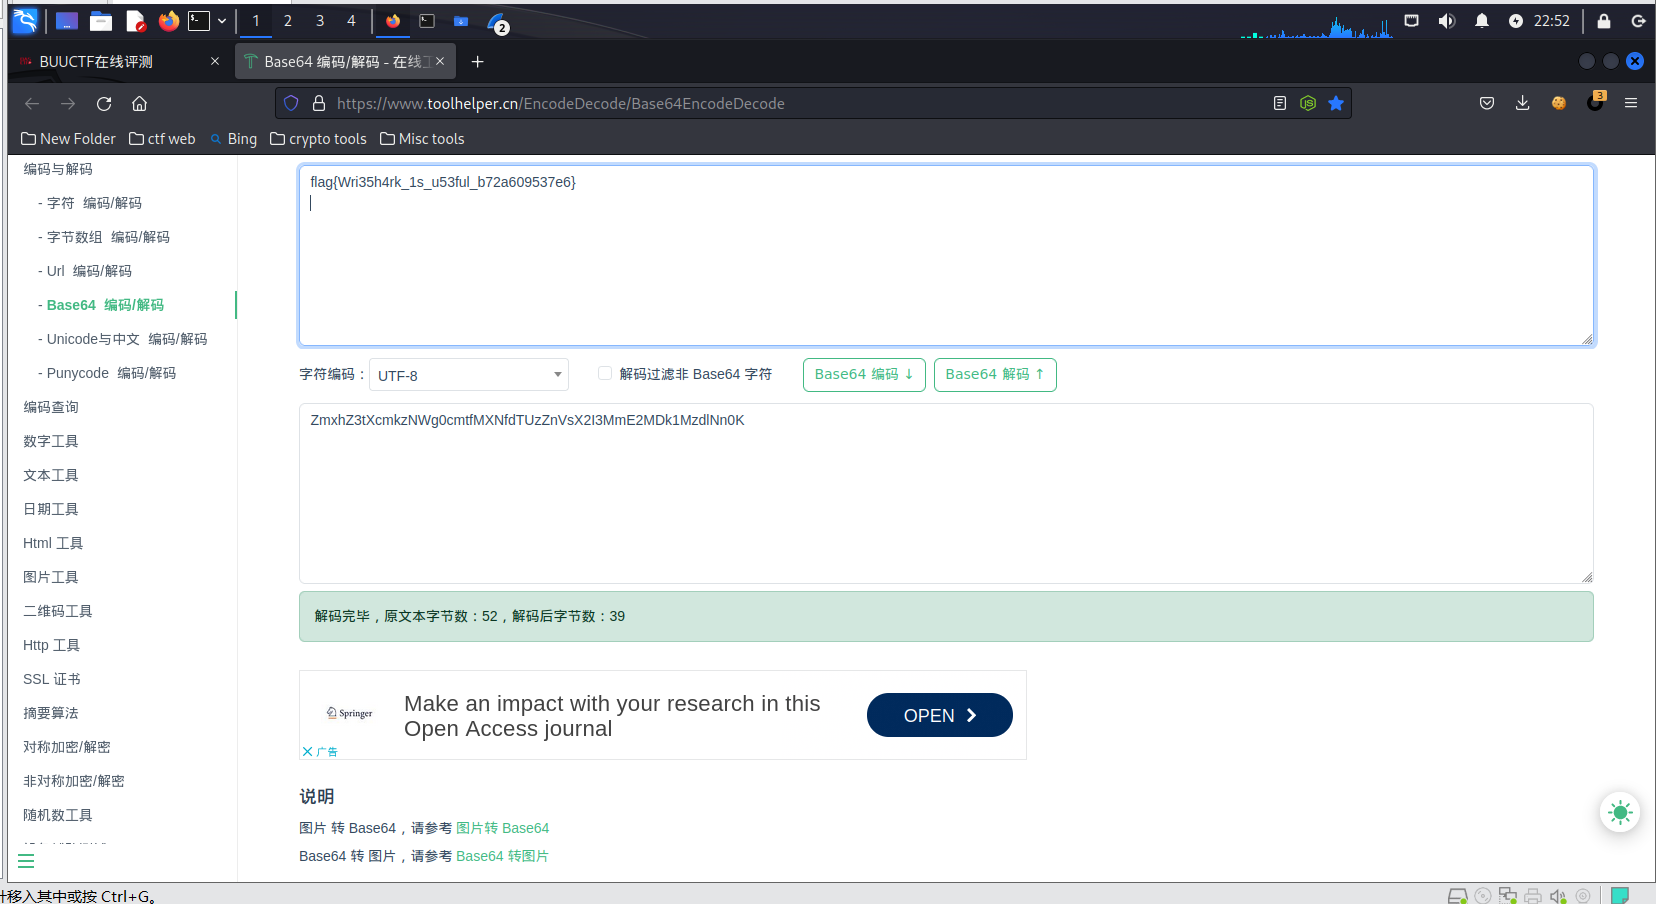 1 2 3 4 2 22:52
BUUCTF在线评测 × Base64 编码/解码 - 在线工 × +
https://www.toolhelper.cn/EncodeDecode/Base64EncodeDecode 3
New Folder ctf web Bing crypto tools Misc tools
编码与解码
- 字符 编码/解码
- 字节数组 编码/解码
- Url 编码/解码
- Base64 编码/解码
- Unicode与中文 编码/解码
- Punycode 编码/解码
编码查询
数字工具
文本工具
日期工具
Html 工具
图片工具
二维码工具
Http 工具
SSL 证书
摘要算法
对称加密/解密
非对称加密/解密
随机数工具
flag{Wri35h4rk_1s_u53ful_b72a609537e6}
字符编码： UTF-8 解码过滤非 Base64 字符 Base64 编码 ↓ Base64 解码 ↑
ZmxhZ3tXcmkzNWg0cmtfMXNfdTUzZnVsX2I3MmE2MDk1MzdlNn0K
解码完毕，原文本字节数：52，解码后字节数：39
Springer
Make an impact with your research in this
Open Access journal
OPEN
广告
说明
图片 转 Base64，请参考 图片转 Base64
Base64 转 图片，请参考 Base64 转图片
移入其中或按 Ctrl+G。